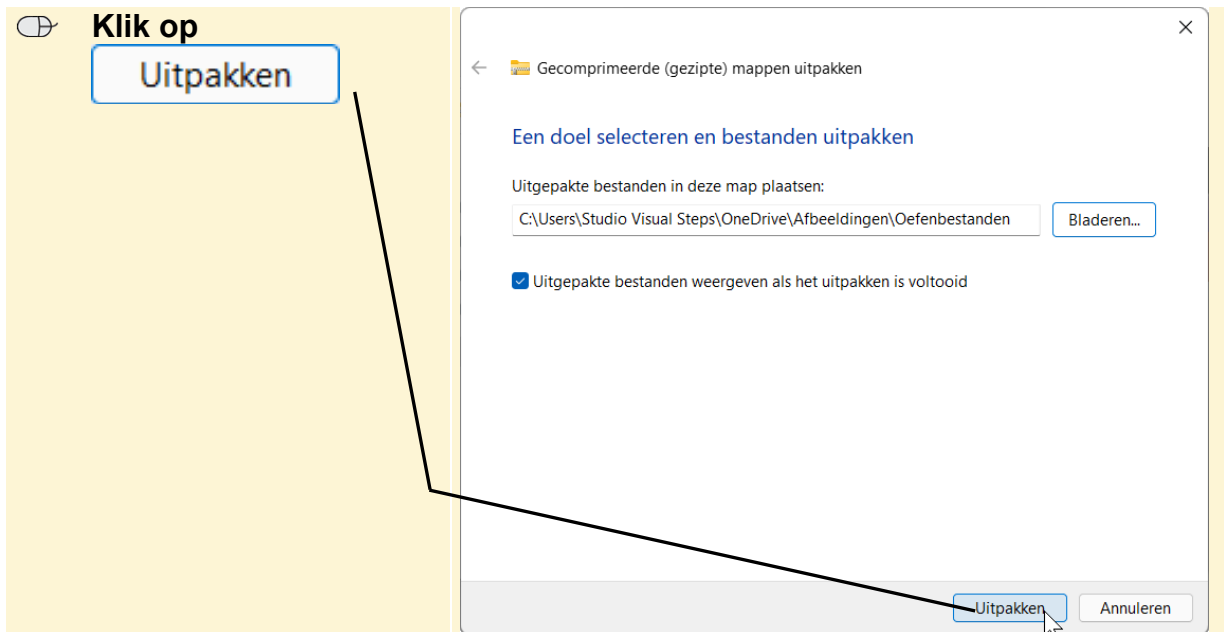 Klik op
Uitpakken
Gecomprimeerde (gezipte) mappen uitpakken
Een doel selecteren en bestanden uitpakken
Uitgepakte bestanden in deze map plaatsen:
C:\Users\Studio Visual Steps\OneDrive\Afbeeldingen\Oefenbestanden Bladeren...
Uitgepakte bestanden weergeven als het uitpakken is voltooid
Uitpakken Annuleren